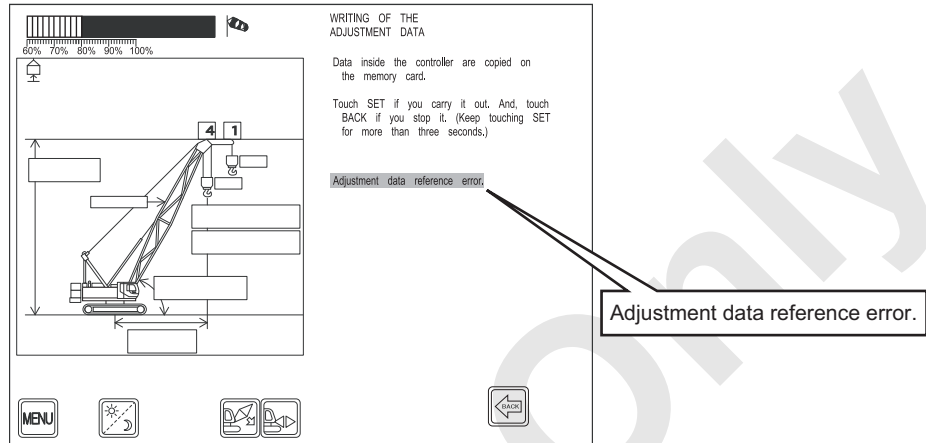 60% 70% 80% 90% 100%
4 1
WRITING OF THE
ADJUSTMENT DATA
Data inside the controller are copied on
the memory card.
Touch SET if you carry it out. And, touch
BACK if you stop it. (Keep touching SET
for more than three seconds.)
Adjustment data reference error.
Adjustment data reference error.
MENU
BACK
Only